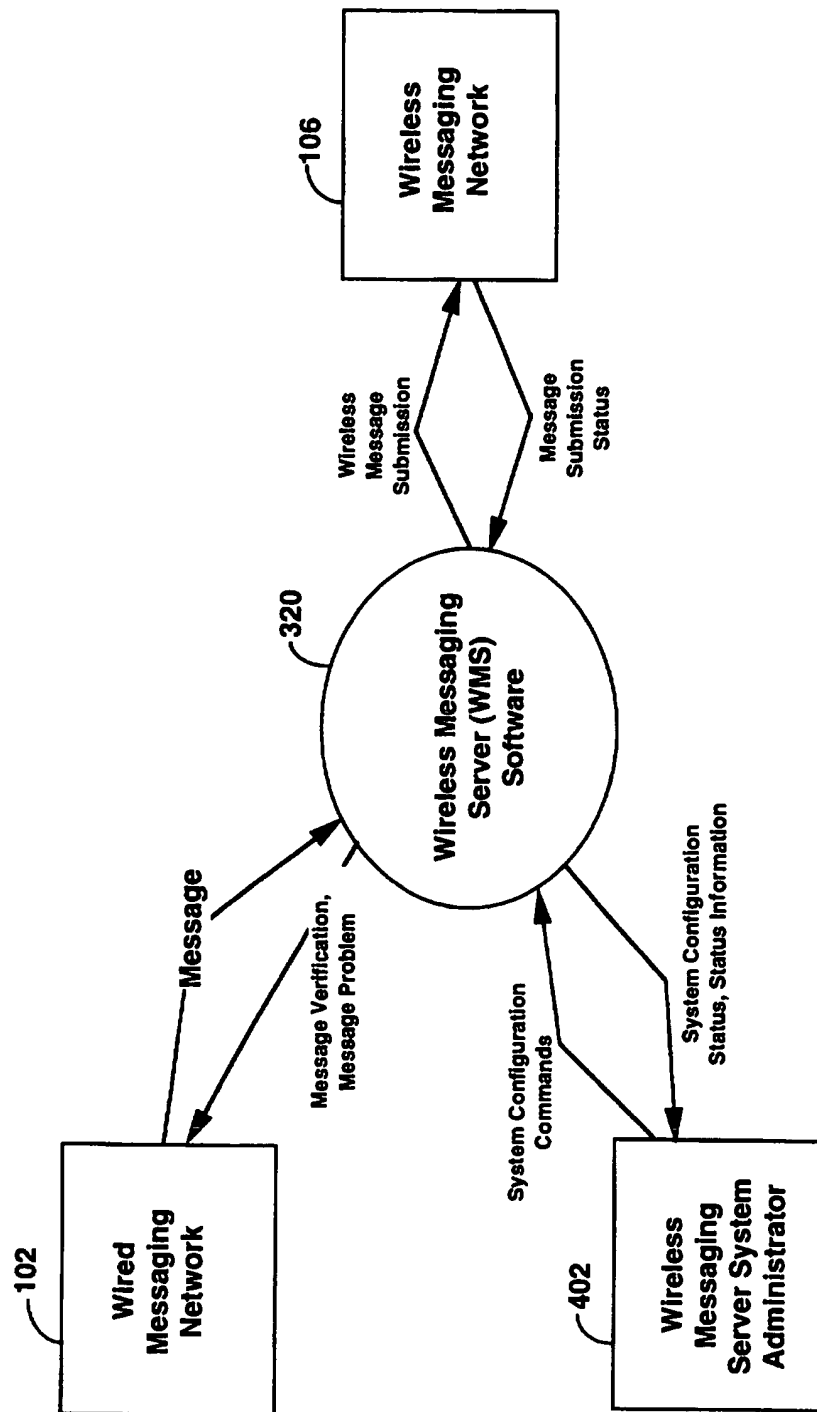 102
Wired
Messaging
Network
Message
Message Verification,
Message Problem
320
Wireless Messaging
Server (WMS)
Software
Wireless
Message
Submission
Message
Submission
Status
106
Wireless
Messaging
Network
402
Wireless
Messaging
Server System
Administrator
System Configuration
Commands
System Configuration
Status, Status Information